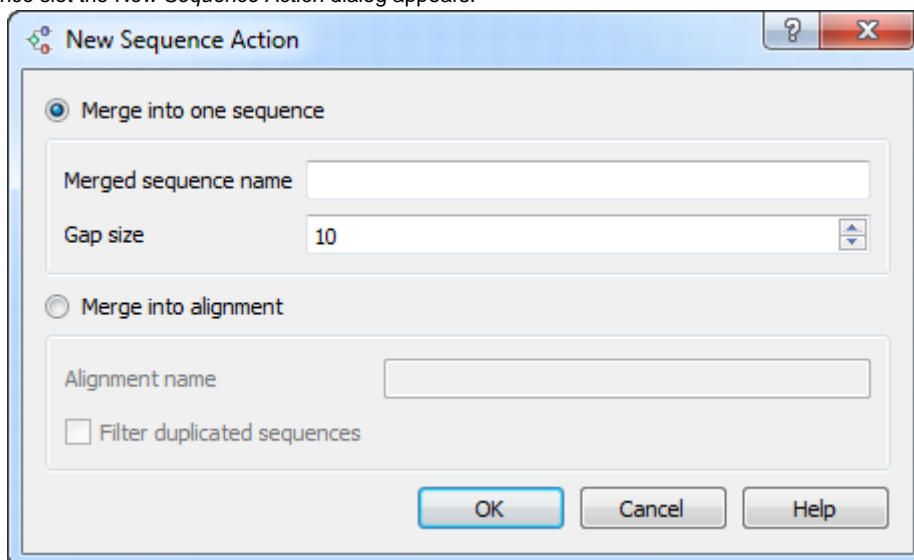 slot the New Sequence Action dialog appears.
New Sequence Action
?
X
Merge into one sequence
Merged sequence name
Gap size
10
Merge into alignment
Alignment name
Filter duplicated sequences
OK
Cancel
Help